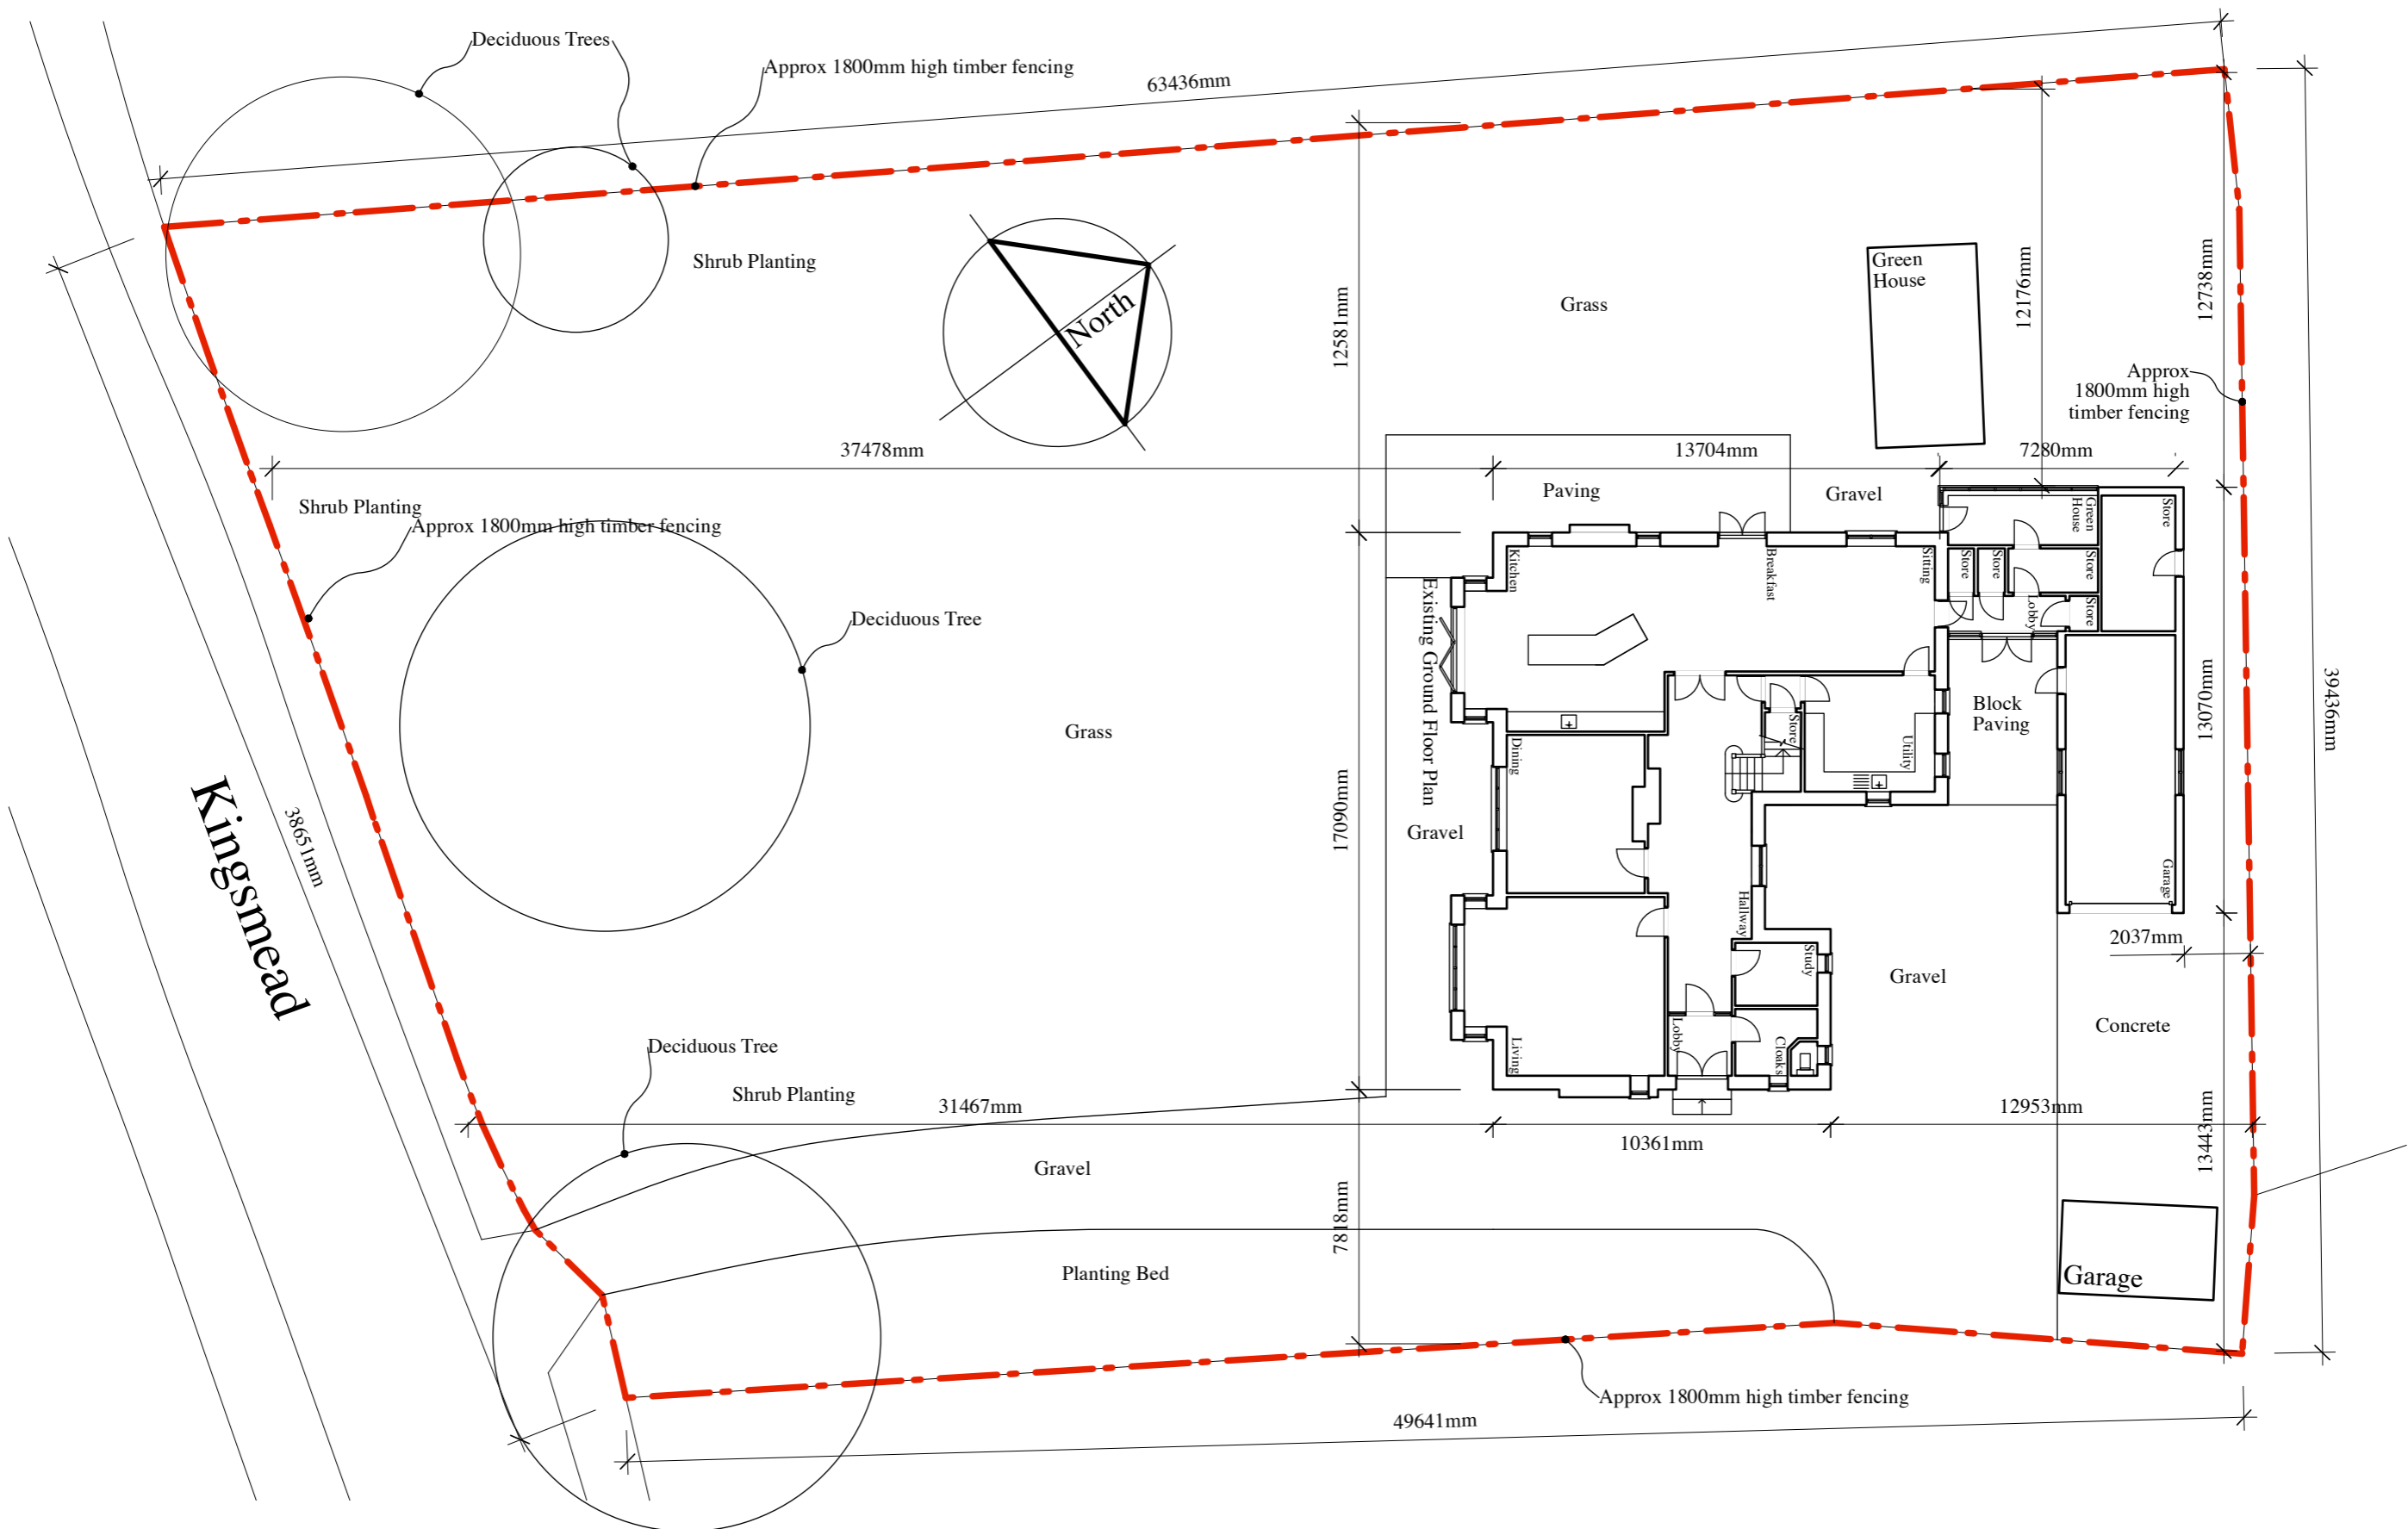 Deciduous Trees
Approx 1800mm high timber fencing
63436mm
Shrub Planting
North
Grass
Green
House
12581mm
12176mm
12738mm
Approx
1800mm high
timber fencing
37478mm
13704mm
7280mm
Shrub Planting
Approx 1800mm high timber fencing
Paving
Gravel
Green
House
Store
Kitchen
Breakfast
Sitting
Store
Store
Store
Store
Lobby
Existing Ground Floor Plan
Deciduous Tree
Grass
Block
Paving
13070mm
39436mm
Store
Utility
Dining
Kingsmead
38651mm
17090mm
Gravel
Garage
Hallway
2037mm
Study
Gravel
Concrete
Deciduous Tree
Living
Lobby
Cloaks
Shrub Planting
31467mm
10361mm
12953mm
13443mm
Gravel
7818mm
Planting Bed
Garage
Approx 1800mm high timber fencing
49641mm